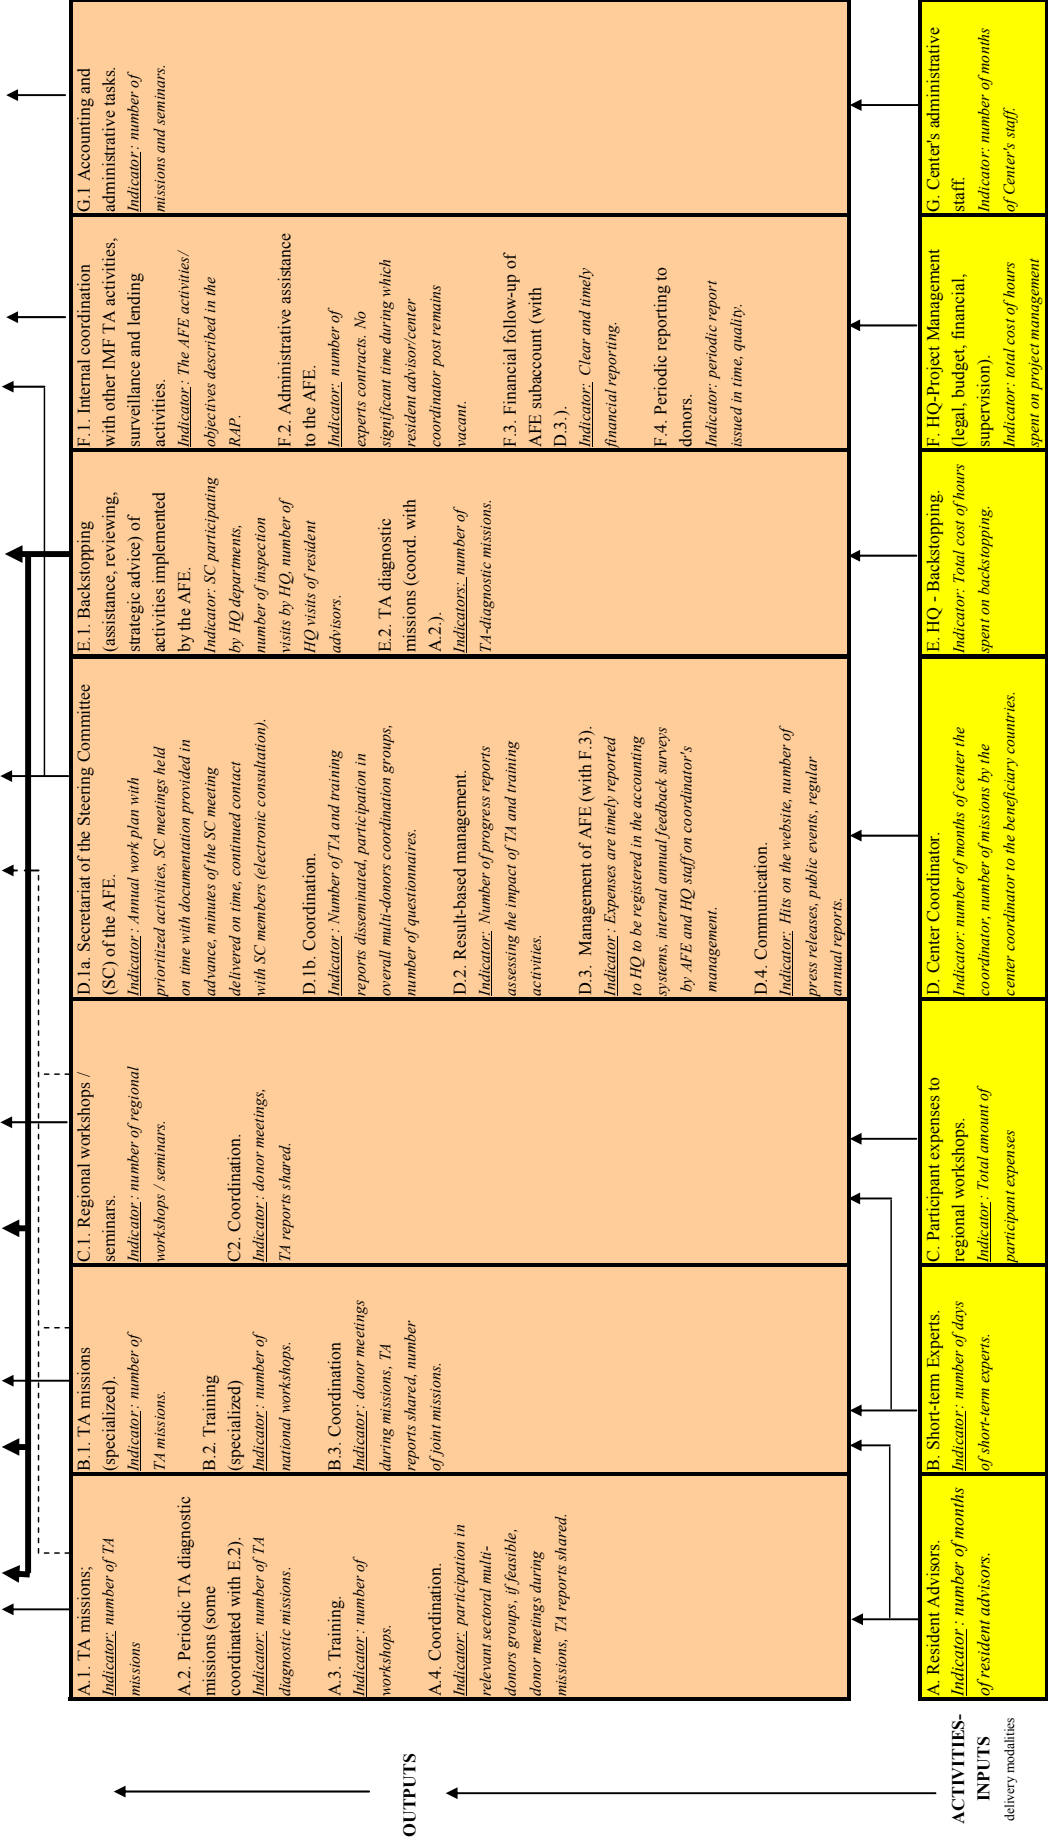 A.1. TA missions;
Indicator: number of TA
missions
A.2. Periodic TA diagnostic
missions (some
coordinated with E.2).
Indicator: number of TA
diagnostic missions.
A.3. Training.
Indicator: number of
workshops.
A.4. Coordination.
Indicator: participation in
relevant sectoral multi-
donors groups, if feasible,
donor meetings during
missions, TA reports shared.
B.1. TA missions
(specialized).
Indicator: number of
TA missions.
B.2. Training
(specialized)
Indicator: number of
national workshops.
B.3. Coordination
Indicator: donor meetings
during missions, TA
reports shared, number
of joint missions.
C.1. Regional workshops /
seminars.
Indicator: number of regional
workshops / seminars.
C2. Coordination.
Indicator: donor meetings,
TA reports shared.
D.1a. Secretariat of the Steering Committee
(SC) of the AFE.
Indicator: Annual work plan with
prioritized activities, SC meetings held
on time with documentation provided in
advance, minutes of the SC meeting
delivered on time, continued contact
with SC members (electronic consultation).
D.1b. Coordination.
Indicator: Number of TA and training
reports disseminated, participation in
overall multi-donors coordination groups,
number of questionnaires.
D.2. Result-based management.
Indicator: Number of progress reports
assessing the impact of TA and training
activities.
D.3. Management of AFE (with F.3).
Indicator: Expenses are timely reported
to HQ to be registered in the accounting
systems, internal annual feedback surveys
by AFE and HQ staff on coordinator's
management.
D.4. Communication.
Indicator: Hits on the website, number of
press releases, public events, regular
annual reports.
E.1. Backstopping
(assistance, reviewing,
strategic advice) of
activities implemented
by the AFE.
Indicator: SC participating
by HQ departments,
number of inspection
visits by HQ, number of
HQ visits of resident
advisors.
E.2. TA diagnostic
missions (coord. with
A.2.).
Indicators: number of
TA-diagnostic missions.
F.1. Internal coordination
with other IMF TA activities,
surveillance and lending
activities.
Indicator: The AFE activities/
objectives described in the
RAP.
F.2. Administrative assistance
to the AFE.
Indicator: number of
experts contracts. No
significant time during which
resident advisor/center
coordinator post remains
vacant.
F.3. Financial follow-up of
AFE subaccount (with
D.3.).
Indicator: Clear and timely
financial reporting.
F.4. Periodic reporting to
donors.
Indicator: periodic report
issued in time, quality.
G.1 Accounting and
administrative tasks.
Indicator: number of
missions and seminars.
OUTPUTS
ACTIVITIES-
INPUTS
delivery modalities
A. Resident Advisors.
Indicator : number of months
of resident advisors.
B. Short-term Experts.
Indicator: number of days
of short-term experts.
C. Participant expenses to
regional workshops.
Indicator: Total amount of
participant expenses
D. Center Coordinator.
Indicator: number of months of center the
coordinator, number of missions by the
center coordinator to the beneficiary countries.
E. HQ - Backstopping.
Indicator: Total cost of hours
spent on backstopping.
F. HQ-Project Management
(legal, budget, financial,
supervision).
Indicator: total cost of hours
spent on project management
G. Center's administrative
staff.
Indicator: number of months
of Center's staff.